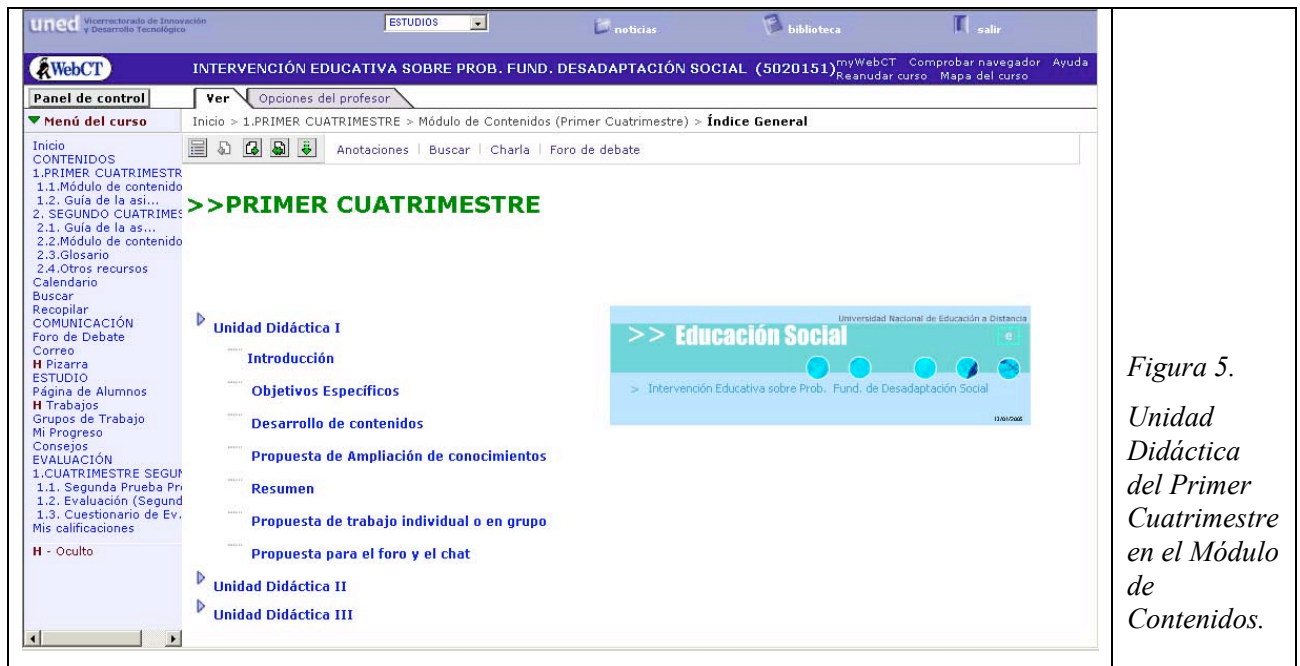 uned Vicerrectorado de Innovación
y Desarrollo Tecnológico
ESTUDIOS
noticias
biblioteca
salir
WebCT
INTERVENCIÓN EDUCATIVA SOBRE PROB. FUND. DESADAPTACIÓN SOCIAL (5020151)
myWebCT Comprobar navegador Ayuda
Reanudar curso Mapa del curso
Panel de control
Ver
Opciones del profesor
Menú del curso
Inicio > 1.PRIMER CUATRIMESTRE > Módulo de Contenidos (Primer Cuatrimestre) > Índice General
Anotaciones | Buscar | Charla | Foro de debate
Inicio
CONTENIDOS
1.PRIMER CUATRIMESTR
1.1.Módulo de contenido
1.2. Guía de la asi...
2. SEGUNDO CUATRIMES
2.1. Guía de la as...
2.2.Módulo de contenido
2.3.Glosario
2.4.Otros recursos
Calendario
Buscar
Recopilar
COMUNICACIÓN
Foro de Debate
Correo
H Pizarra
ESTUDIO
Página de Alumnos
H Trabajos
Grupos de Trabajo
Mi Progreso
Consejos
EVALUACIÓN
1.CUATRIMESTRE SEGUN
1.1. Segunda Prueba Pr
1.2. Evaluación (Segund
1.3. Cuestionario de Ev.
Mis calificaciones
H - Oculto
>>PRIMER CUATRIMESTRE
Unidad Didáctica I
Introducción
Objetivos Específicos
Desarrollo de contenidos
Propuesta de Ampliación de conocimientos
Resumen
Propuesta de trabajo individual o en grupo
Propuesta para el foro y el chat
Unidad Didáctica II
Unidad Didáctica III
Universidad Nacional de Educación a Distancia
>> Educación Social
e
> Intervención Educativa sobre Prob. Fund. de Desadaptación Social
Figura 5.
Unidad
Didáctica
del Primer
Cuatrimestre
en el Módulo
de
Contenidos.